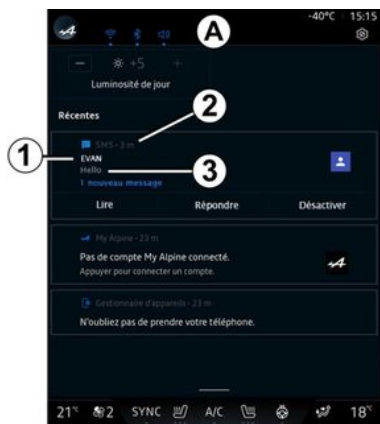 -40°C 15:15
A
+5
Luminosité de jour
Récentes
2
SMS - 3 m
1
EVAN
Hello
3
1 nouveau message
Lire Répondre Désactiver
My Alpine - 23 m
Pas de compte My Alpine connecté.
Appuyer pour connecter un compte.
Gestionnaire d'appareils - 23 m
N'oubliez pas de prendre votre téléphone.
21°c 2 SYNC A/C 18°c